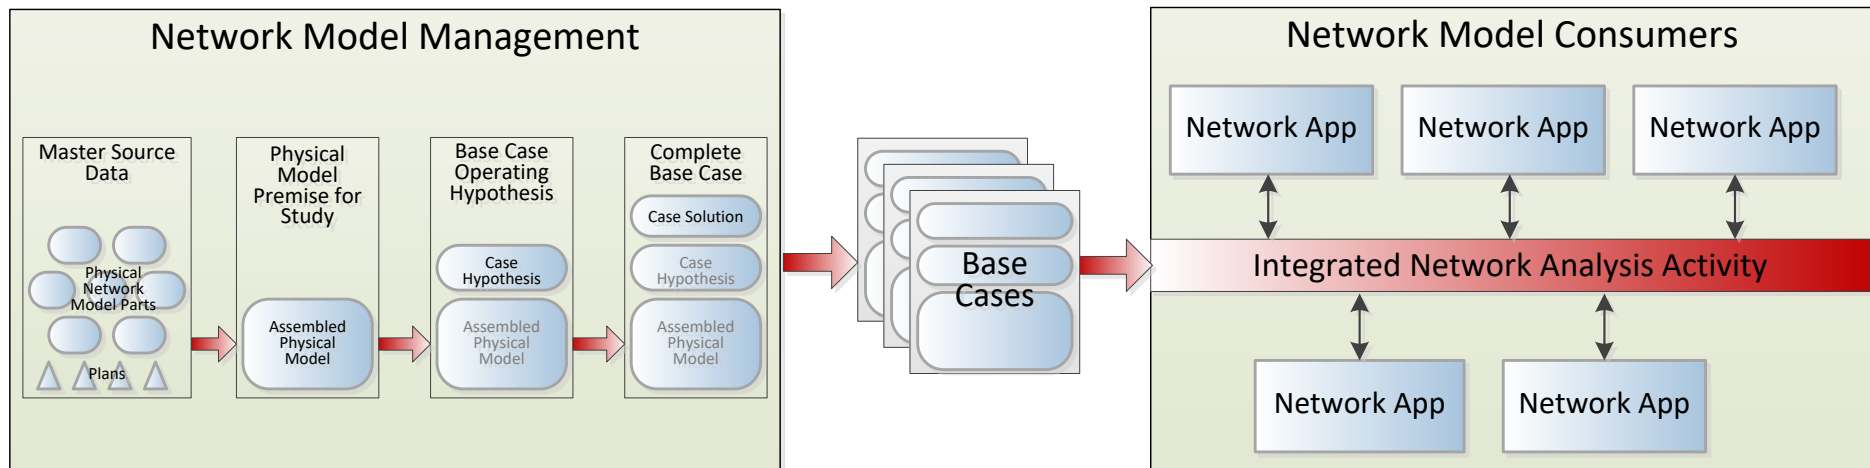 Network Model Management
Master Source
Data
Physical
Network
Model Parts
Plans
Physical
Model
Premise for
Study
Assembled
Physical
Model
Base Case
Operating
Hypothesis
Case
Hypothesis
Assembled
Physical
Model
Complete
Base Case
Case Solution
Case
Hypothesis
Assembled
Physical
Model
Base
Cases
Network Model Consumers
Network App
Network App
Network App
Integrated Network Analysis Activity
Network App
Network App